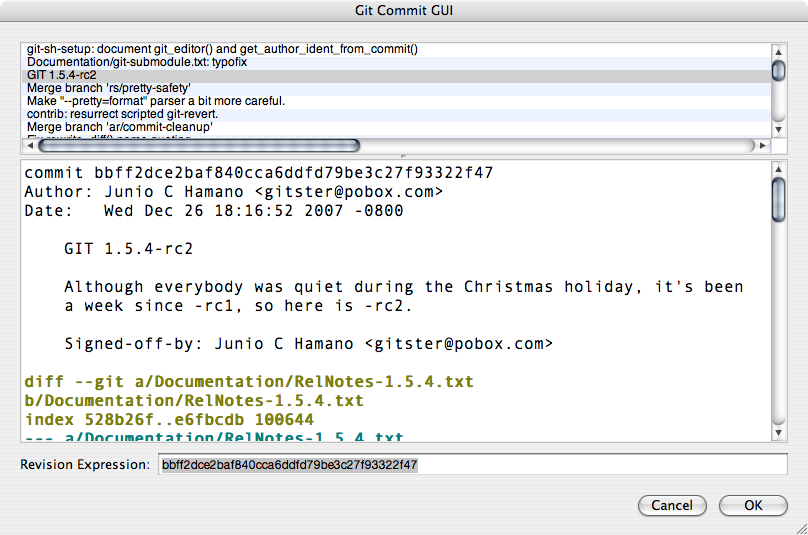 Git Commit GUI
git-sh-setup: document git_editor() and get_author_ident_from_commit()
Documentation/git-submodule.txt: typofix
GIT 1.5.4-rc2
Merge branch 'rs/pretty-safety'
Make "--pretty=format" parser a bit more careful.
contrib: resurrect scripted git-revert.
Merge branch 'ar/commit-cleanup'
Fix rewrite_diff() name quoting.
commit bbff2dce2baf840cca6ddfd79be3c27f93322f47
Author: Junio C Hamano <gitster@pobox.com>
Date:   Wed Dec 26 18:16:52 2007 -0800
GIT 1.5.4-rc2
Although everybody was quiet during the Christmas holiday, it's been
a week since -rc1, so here is -rc2.
Signed-off-by: Junio C Hamano <gitster@pobox.com>
diff --git a/Documentation/RelNotes-1.5.4.txt
b/Documentation/RelNotes-1.5.4.txt
index 528b26f..e6fbcdb 100644
--- a/Documentation/RelNotes-1.5.4.txt
Revision Expression: bbff2dce2baf840cca6ddfd79be3c27f93322f47
Cancel OK